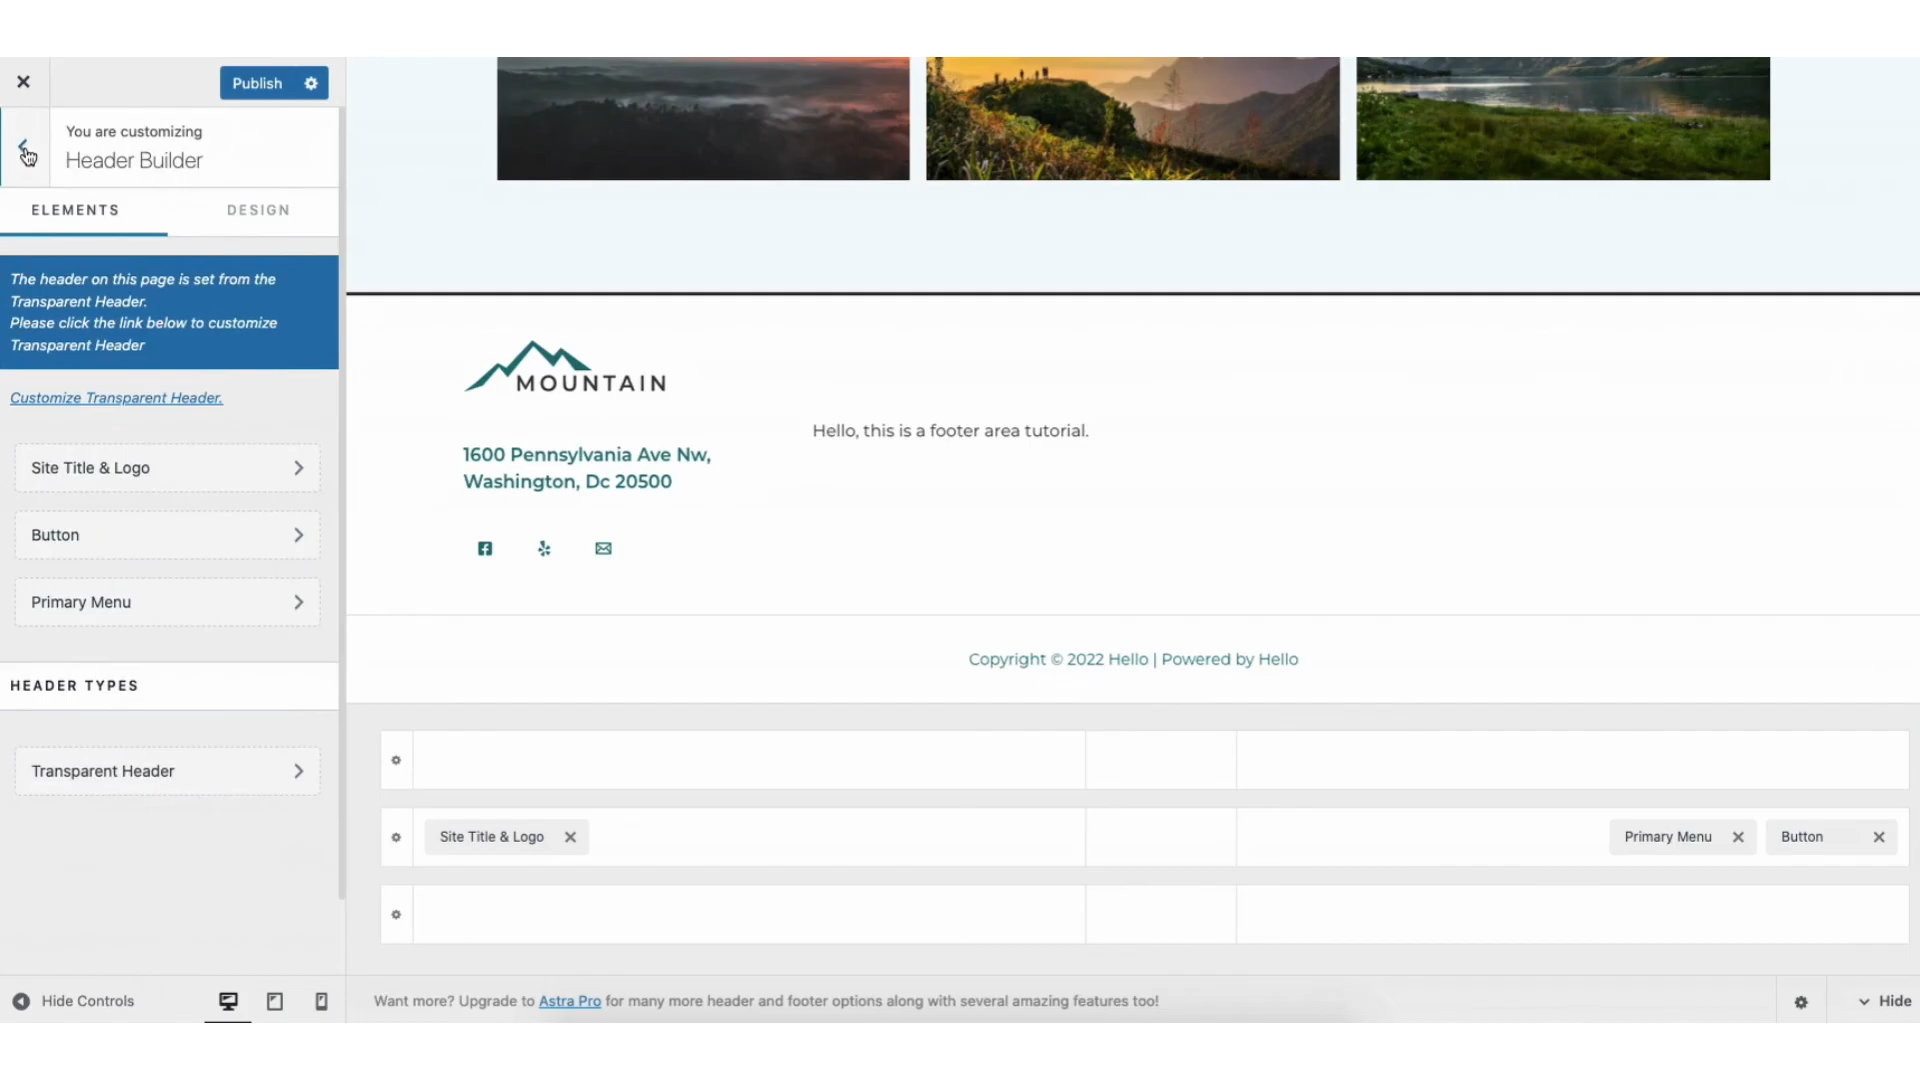 Publish
You are customizing
Header Builder
ELEMENTS
DESIGN
The header on this page is set from the
Transparent Header.
Please click the link below to customize
Transparent Header
Customize Transparent Header.
Site Title & Logo
Button
Primary Menu
HEADER TYPES
Transparent Header
Hide Controls
MOUNTAIN
1600 Pennsylvania Ave Nw,
Washington, Dc 20500
Hello, this is a footer area tutorial.
Copyright © 2022 Hello | Powered by Hello
Site Title & Logo
Primary Menu
Button
Want more? Upgrade to Astra Pro for many more header and footer options along with several amazing features too!
Hide